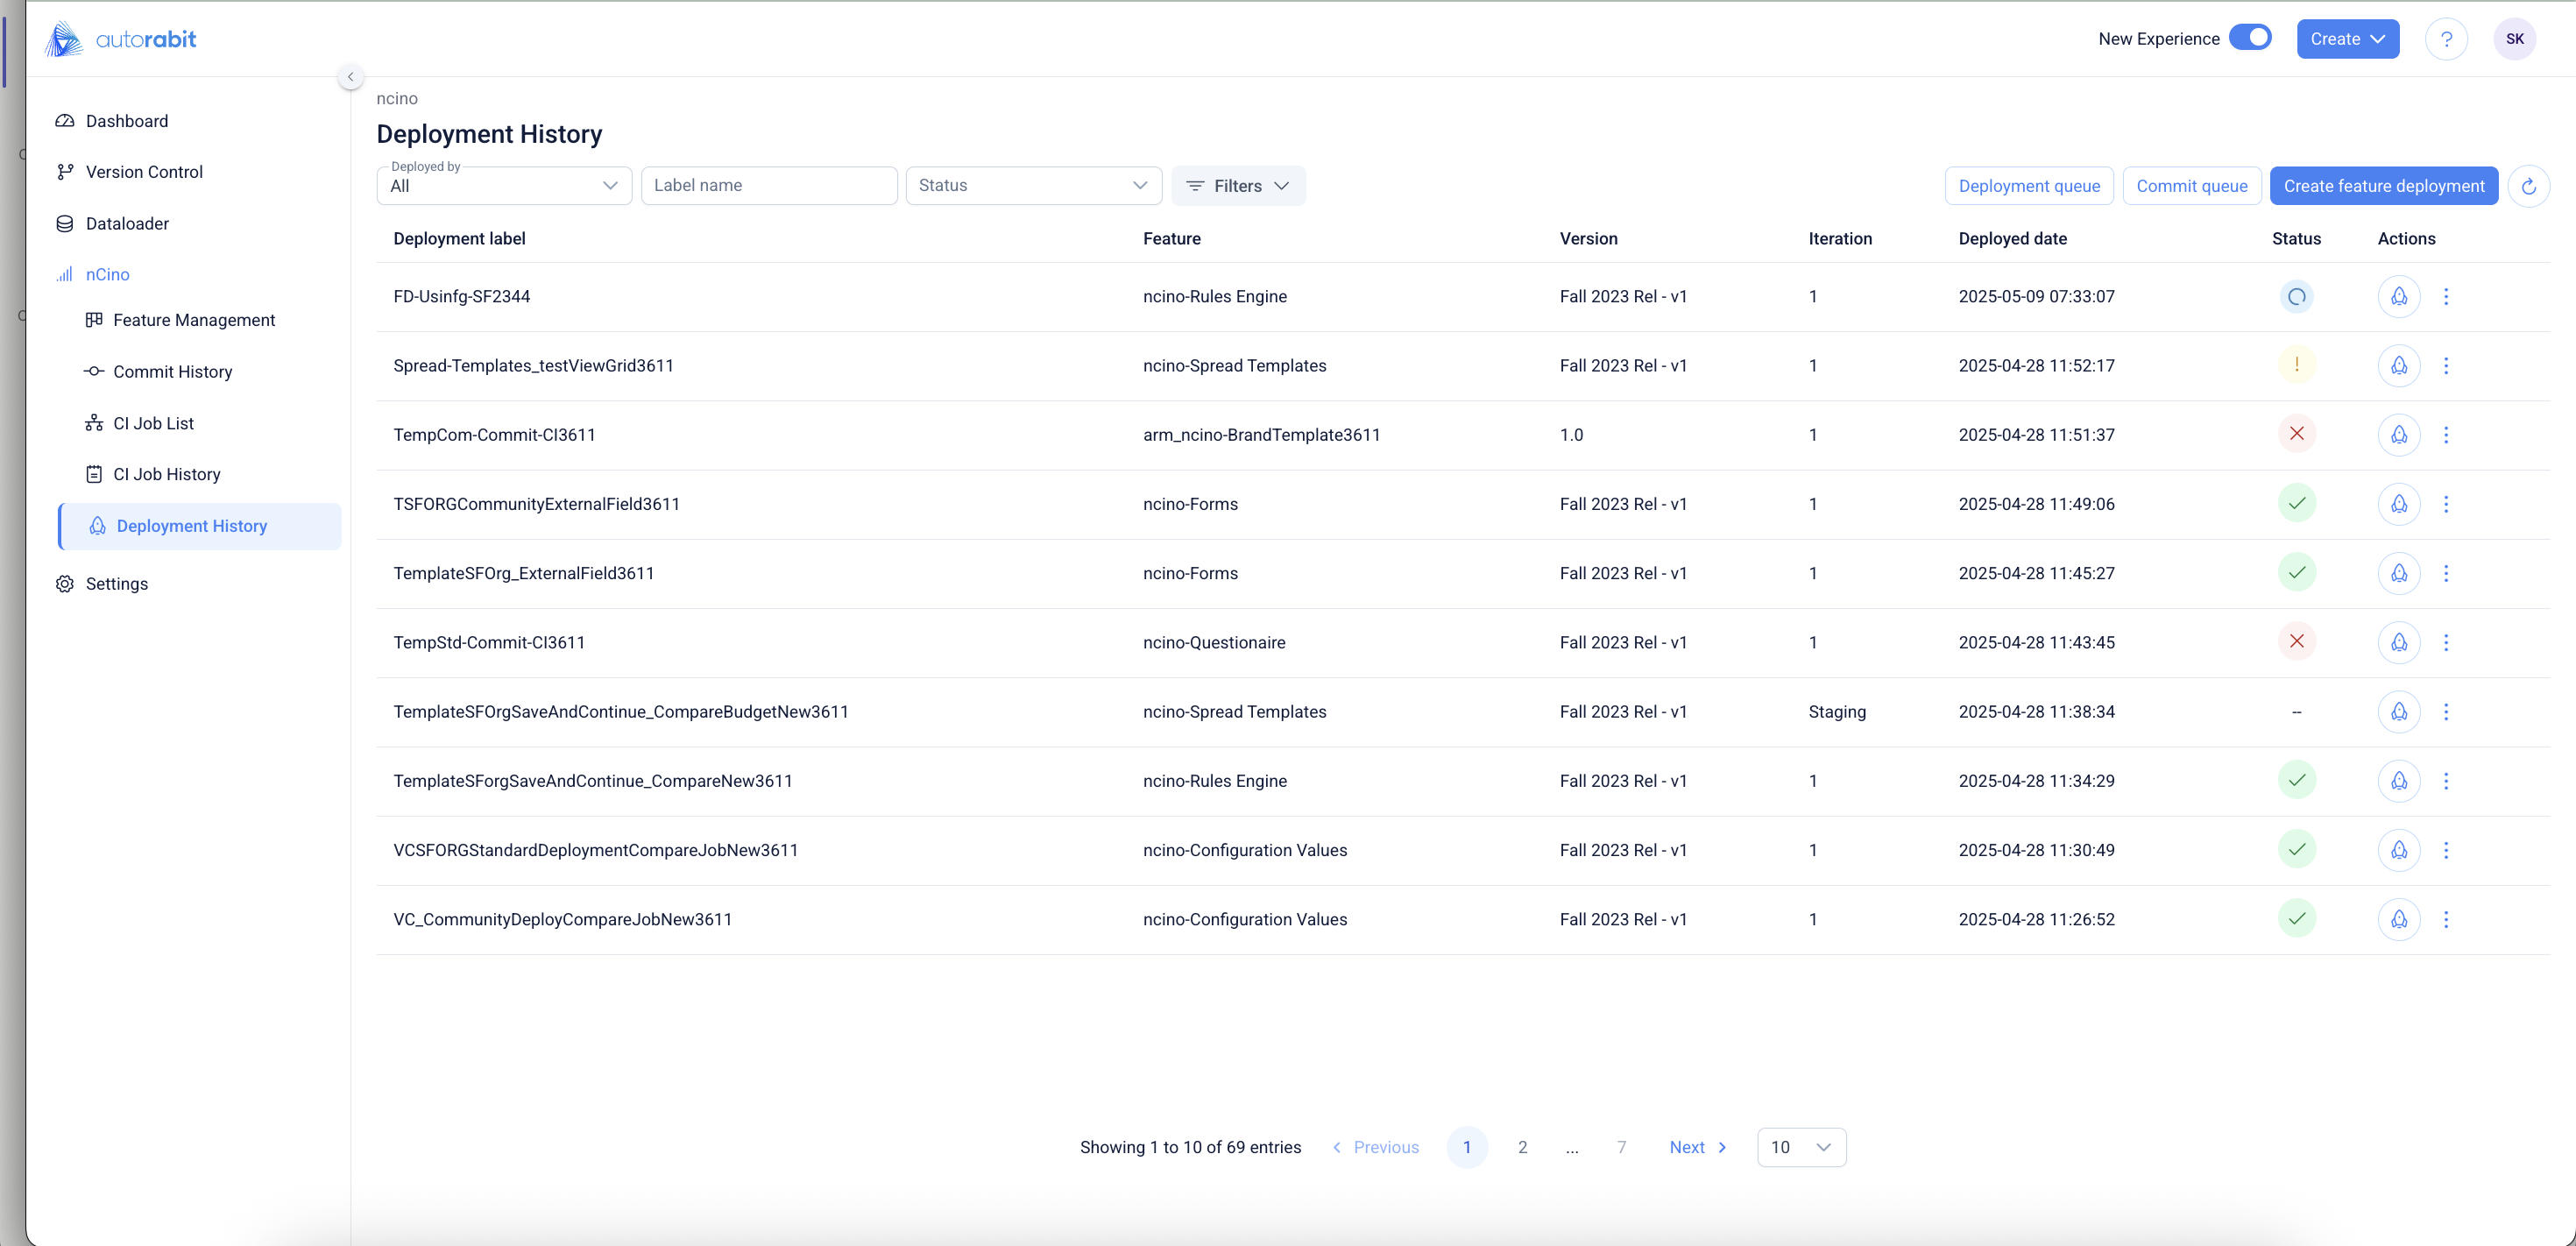 autorabit
New Experience
Create
?
SK
Dashboard
Version Control
Dataloader
nCino
Feature Management
Commit History
CI Job List
CI Job History
Deployment History
Settings
ncino
Deployment History
Deployed by
All
Label name
Status
Filters
Deployment queue
Commit queue
Create feature deployment
Deployment label Feature Version Iteration Deployed date Status Actions
FD-Usinfg-SF2344 ncino-Rules Engine Fall 2023 Rel - v1 1 2025-05-09 07:33:07
Spread-Templates_testViewGrid3611 ncino-Spread Templates Fall 2023 Rel - v1 1 2025-04-28 11:52:17 !
TempCom-Commit-CI3611 arm_ncino-BrandTemplate3611 1.0 1 2025-04-28 11:51:37
TSFORGCommunityExternalField3611 ncino-Forms Fall 2023 Rel - v1 1 2025-04-28 11:49:06
TemplateSFOrg_ExternalField3611 ncino-Forms Fall 2023 Rel - v1 1 2025-04-28 11:45:27
TempStd-Commit-CI3611 ncino-Questionaire Fall 2023 Rel - v1 1 2025-04-28 11:43:45
TemplateSFOrgSaveAndContinue_CompareBudgetNew3611 ncino-Spread Templates Fall 2023 Rel - v1 Staging 2025-04-28 11:38:34 --
TemplateSForgSaveAndContinue_CompareNew3611 ncino-Rules Engine Fall 2023 Rel - v1 1 2025-04-28 11:34:29
VCSFORGStandardDeploymentCompareJobNew3611 ncino-Configuration Values Fall 2023 Rel - v1 1 2025-04-28 11:30:49
VC_CommunityDeployCompareJobNew3611 ncino-Configuration Values Fall 2023 Rel - v1 1 2025-04-28 11:26:52
Showing 1 to 10 of 69 entries Previous 1 2 ... 7 Next 10